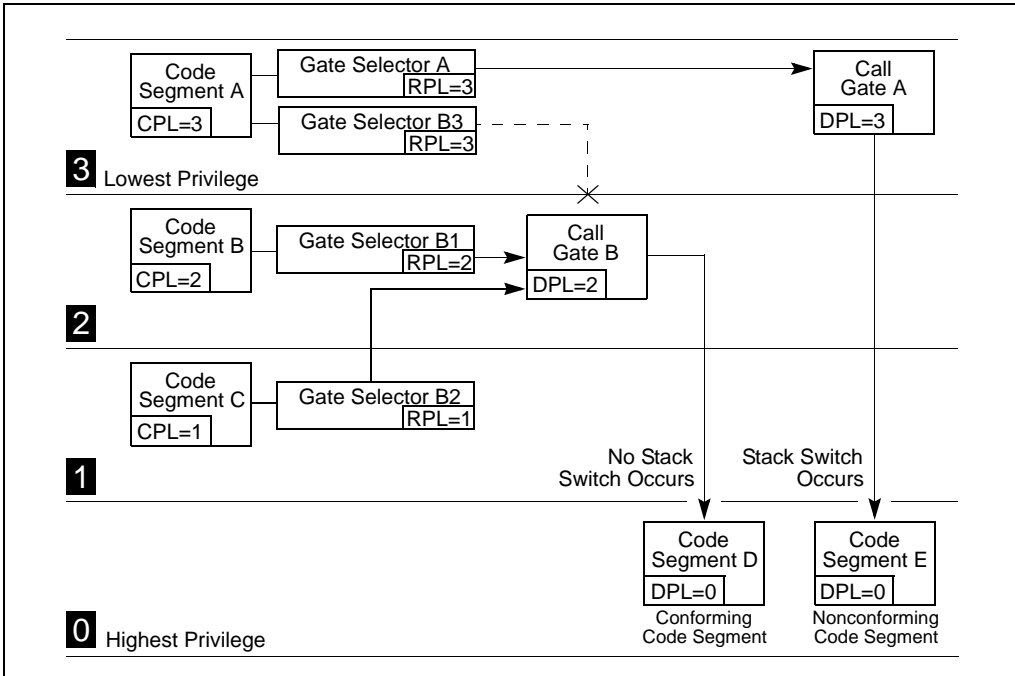 Code
Segment A
CPL=3
Gate Selector A
RPL=3
Gate Selector B3
RPL=3
Call
Gate A
DPL=3
3 Lowest Privilege
Code
Segment B
CPL=2
Gate Selector B1
RPL=2
Call
Gate B
DPL=2
2
Code
Segment C
CPL=1
Gate Selector B2
RPL=1
No Stack
Switch Occurs
Stack Switch
Occurs
1
Code
Segment D
DPL=0
Conforming
Code Segment
Code
Segment E
DPL=0
Nonconforming
Code Segment
0 Highest Privilege